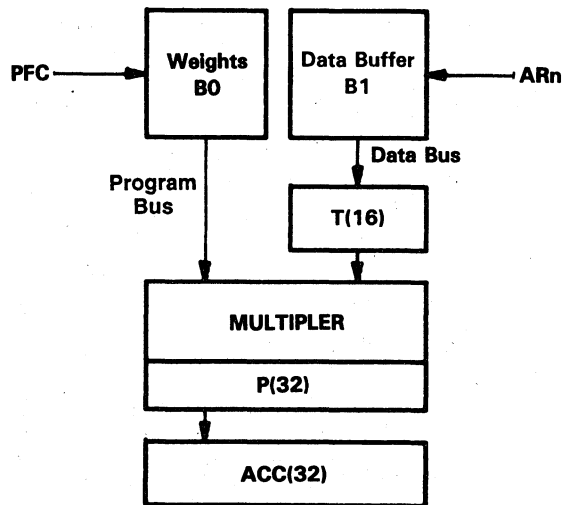 PFC
Weights
B0
Data Buffer
B1
ARn
Program
Bus
Data Bus
T(16)
MULTIPLER
P(32)
ACC(32)